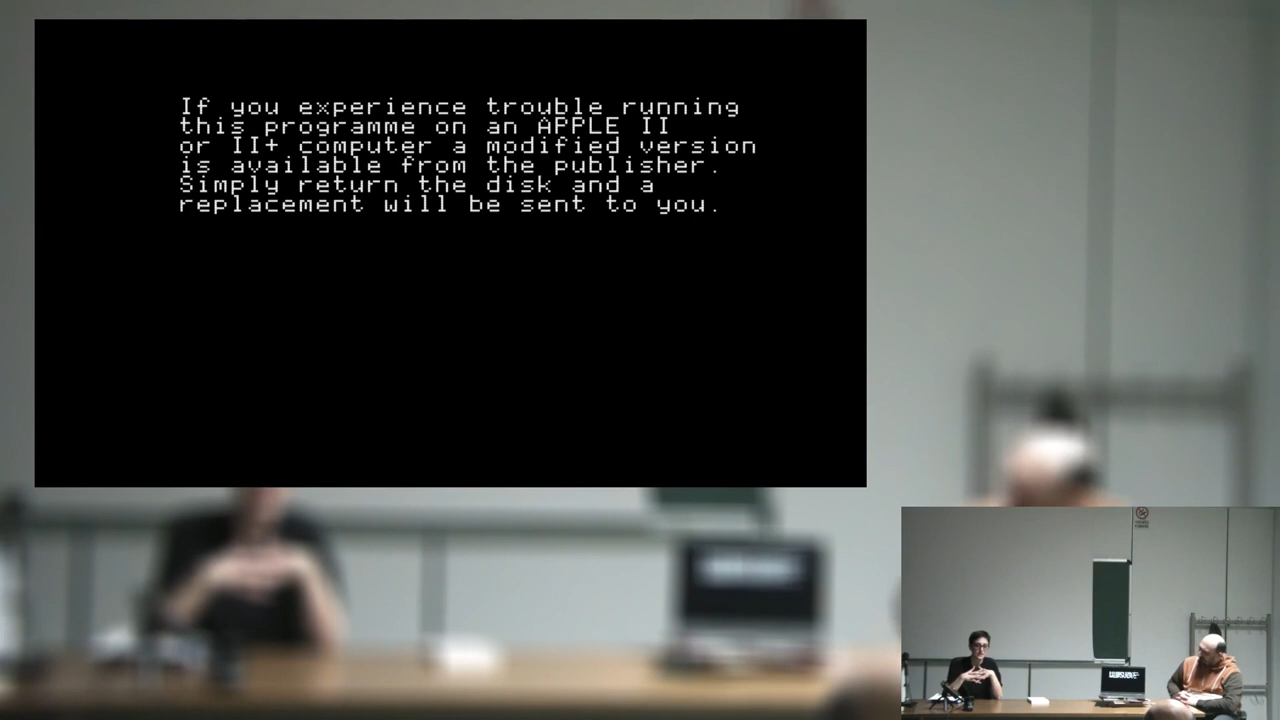 If you experience trouble running
this programme on an APPLE II
or II+ computer a modified version
is available from the publisher.
Simply return the disk and a
replacement will be sent to you.